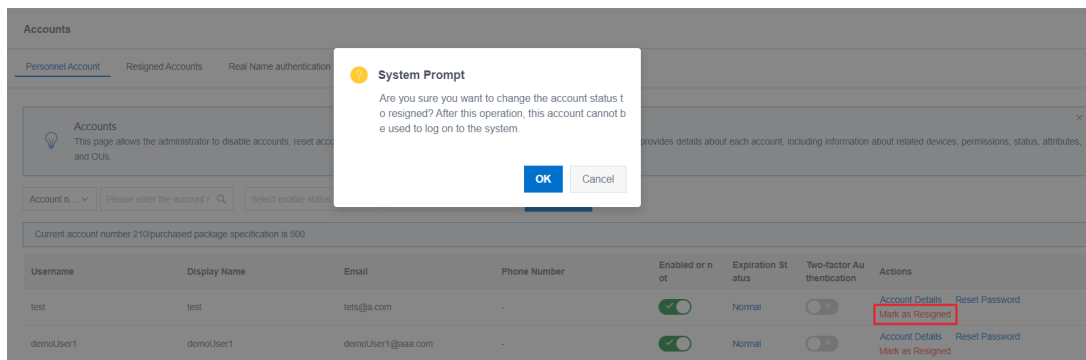 Accounts
Personnel Account Resigned Accounts Real Name authentication
System Prompt
Are you sure you want to change the account status t
o resigned? After this operation, this account cannot b
e used to log on to the system.
OK Cancel
Accounts
This page allows the administrator to disable accounts, reset acco provides details about each account, including information about related devices, permissions, status, attributes,
and OUs.
Account n... Please enter the account Select enable status
Current account number 210/purchased package specification is 500
Username Display Name Email Phone Number Enabled or n
ot Expiration St
atus Two-factor Au
thentication Actions
test test tets@a.com - Normal Account Details Reset Password
Mark as Resigned
demoUser1 demoUser1 demoUser1@aaa.com - Normal Account Details Reset Password
Mark as Resigned